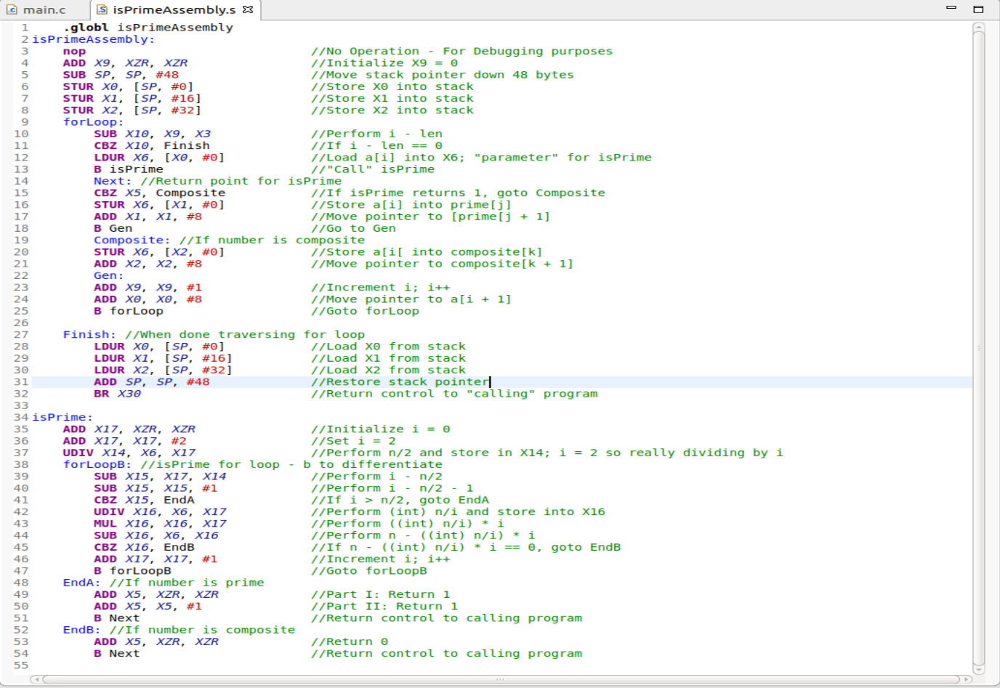 main.c isPrimeAssembly.s
1 .globl isPrimeAssembly
2 isPrimeAssembly:
3 nop //No Operation - For Debugging purposes
4 ADD X9, XZR, XZR //Initialize X9 = 0
5 SUB SP, SP, #48 //Move stack pointer down 48 bytes
6 STUR X0, [SP, #0] //Store X0 into stack
7 STUR X1, [SP, #16] //Store X1 into stack
8 STUR X2, [SP, #32] //Store X2 into stack
9 forLoop:
10 SUB X10, X9, X3 //Perform i - len
11 CBZ X10, Finish //If i - len == 0
12 LDUR X6, [X0, #0] //Load a[i] into X6; "parameter" for isPrime
13 B isPrime //"Call" isPrime
14 Next: //Return point for isPrime
15 CBZ X5, Composite //If isPrime returns 1, goto Composite
16 STUR X6, [X1, #0] //Store a[i] into prime[j]
17 ADD X1, X1, #8 //Move pointer to [prime[j + 1]
18 B Gen //Go to Gen
19 Composite: //If number is composite
20 STUR X6, [X2, #0] //Store a[i[ into composite[k]
21 ADD X2, X2, #8 //Move pointer to composite[k + 1]
22 Gen:
23 ADD X9, X9, #1 //Increment i; i++
24 ADD X0, X0, #8 //Move pointer to a[i + 1]
25 B forLoop //Goto forLoop
26
27 Finish: //When done traversing for loop
28 LDUR X0, [SP, #0] //Load X0 from stack
29 LDUR X1, [SP, #16] //Load X1 from stack
30 LDUR X2, [SP, #32] //Load X2 from stack
31 ADD SP, SP, #48 //Restore stack pointer
32 BR X30 //Return control to "calling" program
33
34 isPrime:
35 ADD X17, XZR, XZR //Initialize i = 0
36 ADD X17, X17, #2 //Set i = 2
37 UDIV X14, X6, X17 //Perform n/2 and store in X14; i = 2 so really dividing by i
38 forLoopB: //isPrime for loop - b to differentiate
39 SUB X15, X17, X14 //Perform i - n/2
40 SUB X15, X15, #1 //Perform i - n/2 - 1
41 CBZ X15, EndA //If i > n/2, goto EndA
42 UDIV X16, X6, X17 //Perform (int) n/i and store into X16
43 MUL X16, X16, X17 //Perform ((int) n/i) * i
44 SUB X16, X6, X16 //Perform n - ((int) n/i) * i
45 CBZ X16, EndB //If n - ((int) n/i) * i == 0, goto EndB
46 ADD X17, X17, #1 //Increment i; i++
47 B forLoopB //Goto forLoopB
48 EndA: //If number is prime
49 ADD X5, XZR, XZR //Part I: Return 1
50 ADD X5, X5, #1 //Part II: Return 1
51 B Next //Return control to calling program
52 EndB: //If number is composite
53 ADD X5, XZR, XZR //Return 0
54 B Next //Return control to calling program
55